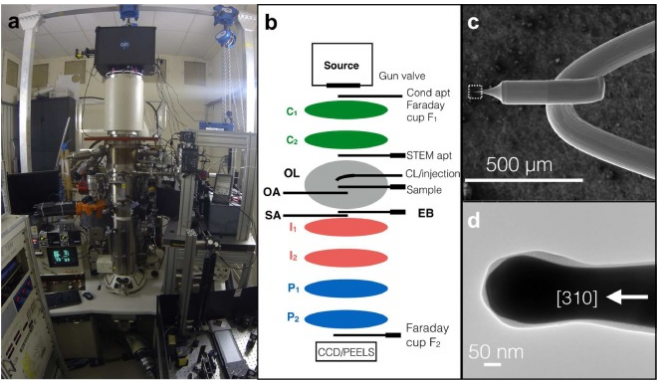 a
b
Source
Gun valve
Cond apt
Faraday
cup F₁
C₁
C₂
STEM apt
OL
CL/injection
Sample
OA
EB
SA
I₁
I₂
P₁
P₂
Faraday
cup F₂
CCD/PEELS
c
500 µm
d
[310]
50 nm